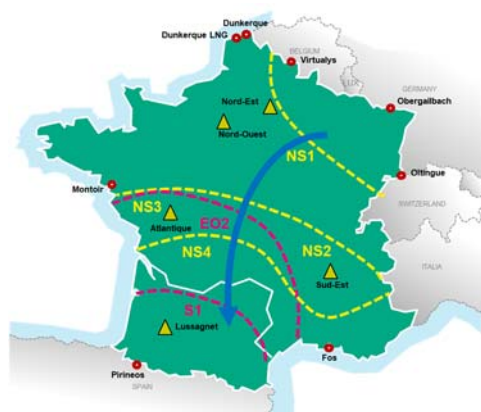 Dunkerque
Dunkerque LNG
BELGIUM
Virtualys
LUX
GERMANY
Nord-Est
Obergailbach
Nord-Ouest
NS1
Oltingue
Montoir
NS3
SWITZERLAND
Atlantique
EO2
NS4
NS2
ITALIA
Sud-Est
S1
Lussagnet
Fos
Pirineos
SPAIN